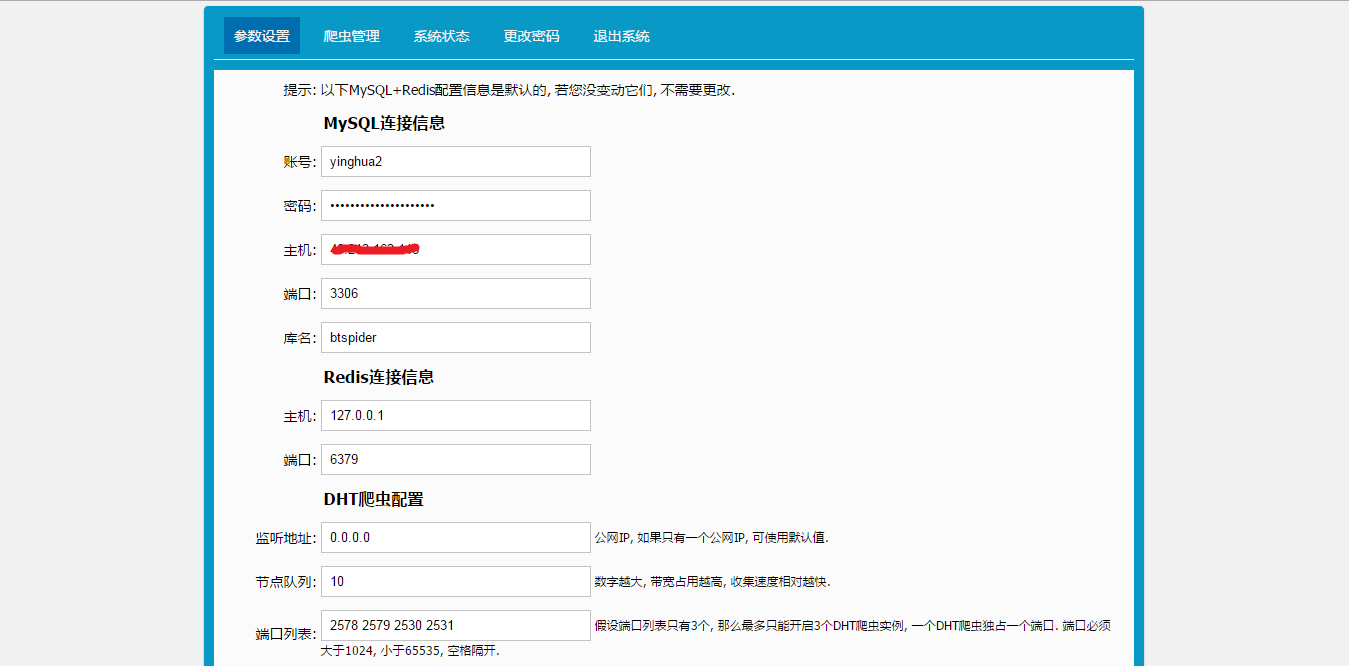 参数设置 爬虫管理 系统状态 更改密码 退出系统
提示: 以下MySQL+Redis配置信息是默认的, 若您没变动它们, 不需要更改.
MySQL连接信息
账号: yinghua2
密码: •••••••••••••••••••••
主机:
端口: 3306
库名: btspider
Redis连接信息
主机: 127.0.0.1
端口: 6379
DHT爬虫配置
监听地址: 0.0.0.0 公网IP, 如果只有一个公网IP, 可使用默认值.
节点队列: 10 数字越大, 带宽占用越高, 收集速度相对越快.
端口列表: 2578 2579 2530 2531 假设端口列表只有3个, 那么最多只能开启3个DHT爬虫实例, 一个DHT爬虫独占一个端口. 端口必须
大于1024, 小于65535, 空格隔开.